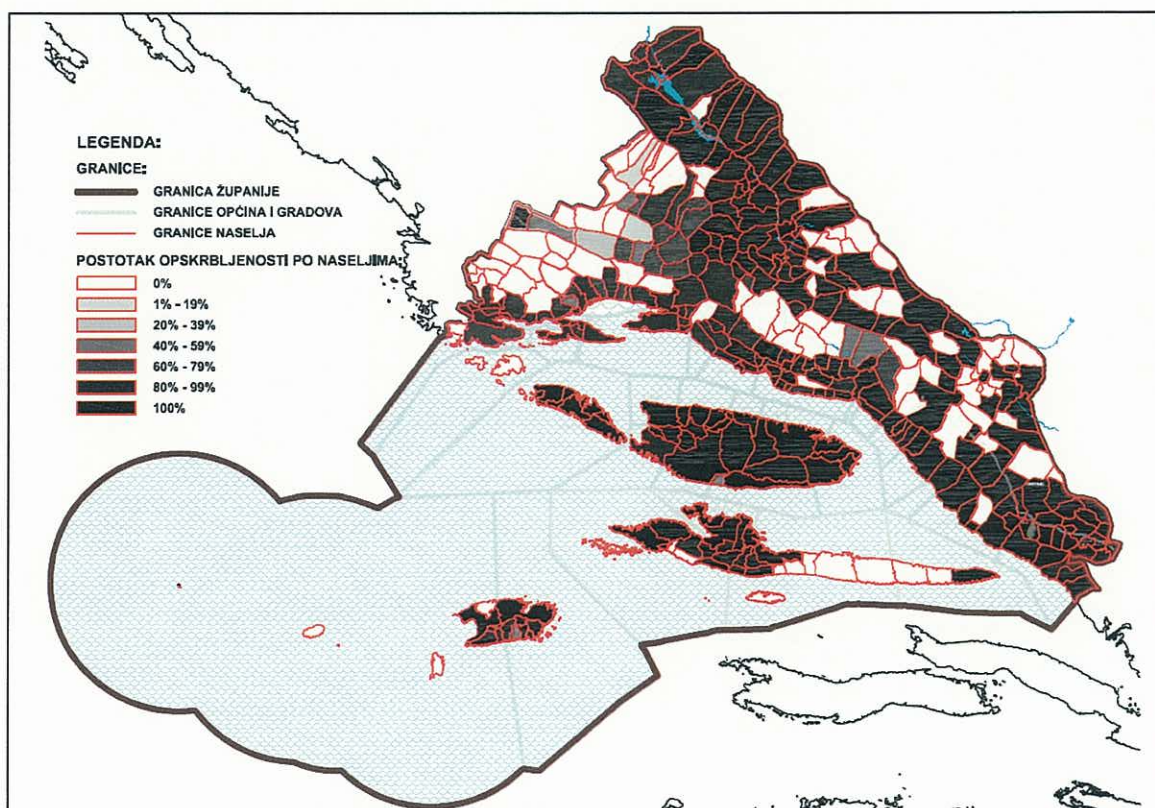 LEGENDA:
GRANICE:
GRANICA ŽUPANIJE
GRANICE OPĆINA I GRADOVA
GRANICE NASELJA
POSTOTAK OPSKRBLJENOSTI PO NASELJIMA:
0%
1% - 19%
20% - 39%
40% - 59%
60% - 79%
80% - 99%
100%